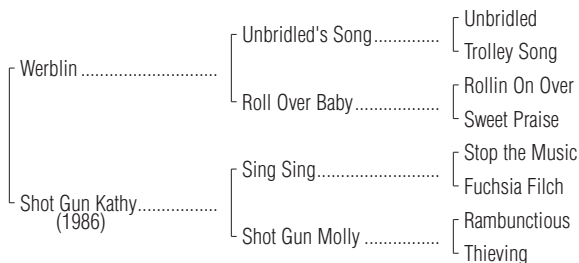 Unbridled
Unbridled's Song..............
Trolley Song
Werblin ............................
Rollin On Over
Roll Over Baby.................
Sweet Praise
Stop the Music
Sing Sing.........................
Fuchsia Filch
Shot Gun Kathy................
(1986)
Rambunctious
Shot Gun Molly ...............
Thieving